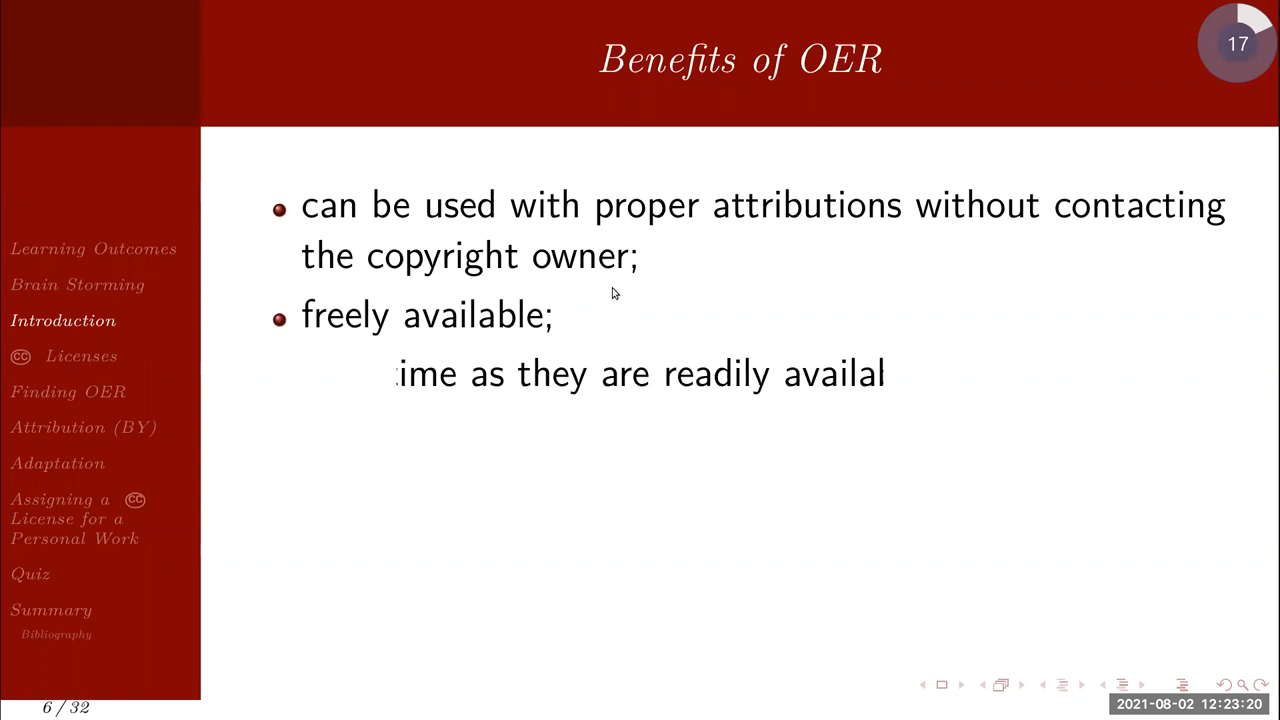 Benefits of OER
17
can be used with proper attributions without contacting
the copyright owner;
freely available;
as they are readily
Learning Outcomes
Brain Storming
Introduction
cc Licenses
Finding OER
Attribution (BY)
Adaptation
Assigning a cc
License for a
Personal Work
Quiz
Summary
Bibliography
6 / 32
2021-08-02 12:23:20